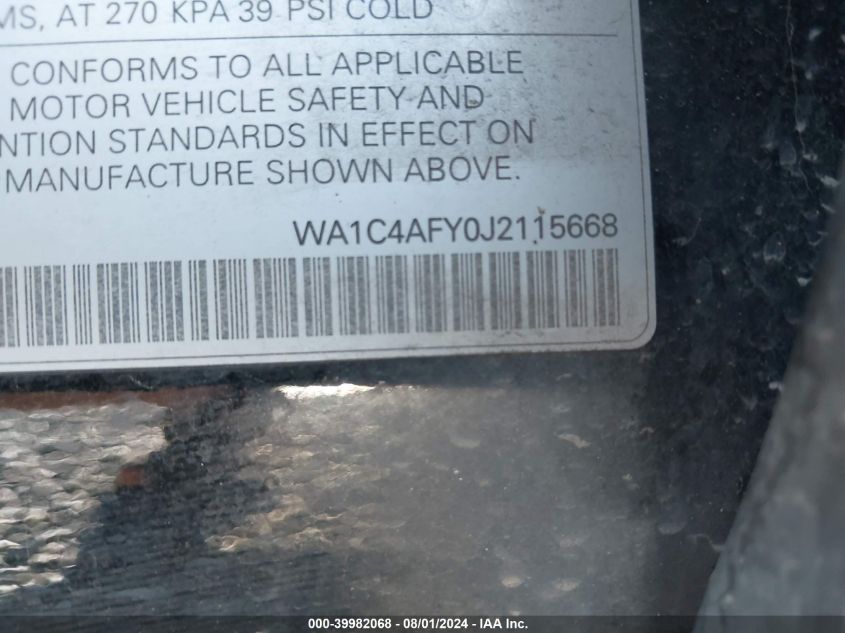 MS, AT 270 KPA 39 PSI COLD
CONFORMS TO ALL APPLICABLE
MOTOR VEHICLE SAFETY AND
NTION STANDARDS IN EFFECT ON
MANUFACTURE SHOWN ABOVE.
WA1C4AFY0J2115668
000-39982068 - 08/01/2024 - IAA Inc.